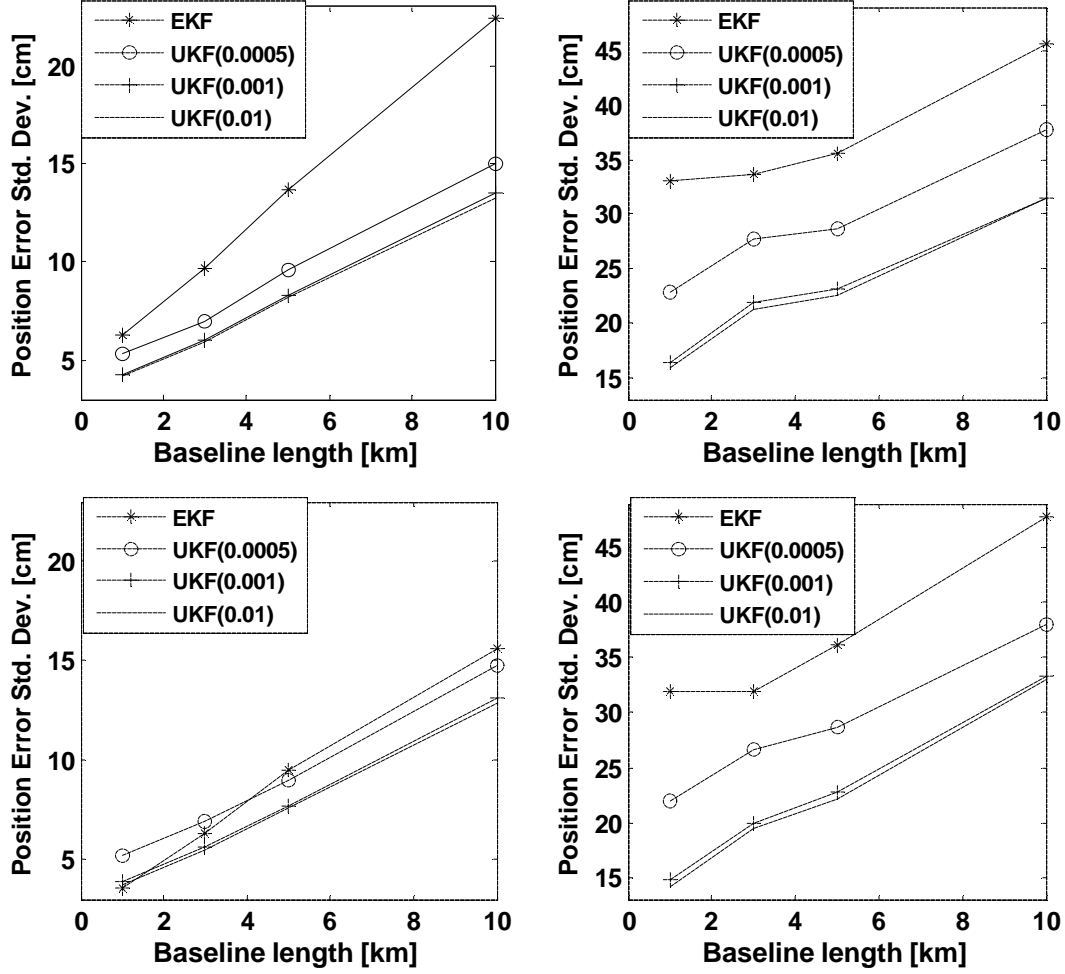 EKF
UKF(0.0005)
UKF(0.001)
UKF(0.01)
Position Error Std. Dev. [cm]
20
15
10
5
0 2 4 6 8 10
Baseline length [km]
EKF
UKF(0.0005)
UKF(0.001)
UKF(0.01)
Position Error Std. Dev. [cm]
45
40
35
30
25
20
15
0 2 4 6 8 10
Baseline length [km]
EKF
UKF(0.0005)
UKF(0.001)
UKF(0.01)
Position Error Std. Dev. [cm]
20
15
10
5
0 2 4 6 8 10
Baseline length [km]
EKF
UKF(0.0005)
UKF(0.001)
UKF(0.01)
Position Error Std. Dev. [cm]
45
40
35
30
25
20
15
0 2 4 6 8 10
Baseline length [km]